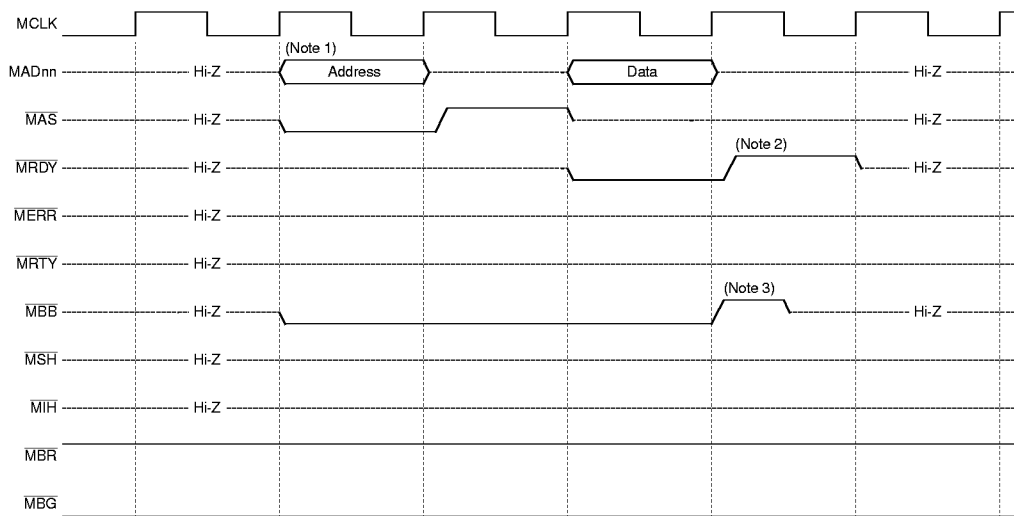 MCLK
(Note 1)
MADnn Hi-Z Address Data Hi-Z
MAS Hi-Z Hi-Z
(Note 2)
MRDY Hi-Z Hi-Z
MERR Hi-Z
MRTY Hi-Z
(Note 3)
MBB Hi-Z Hi-Z
MSH Hi-Z
MIH Hi-Z
MBR
MBG